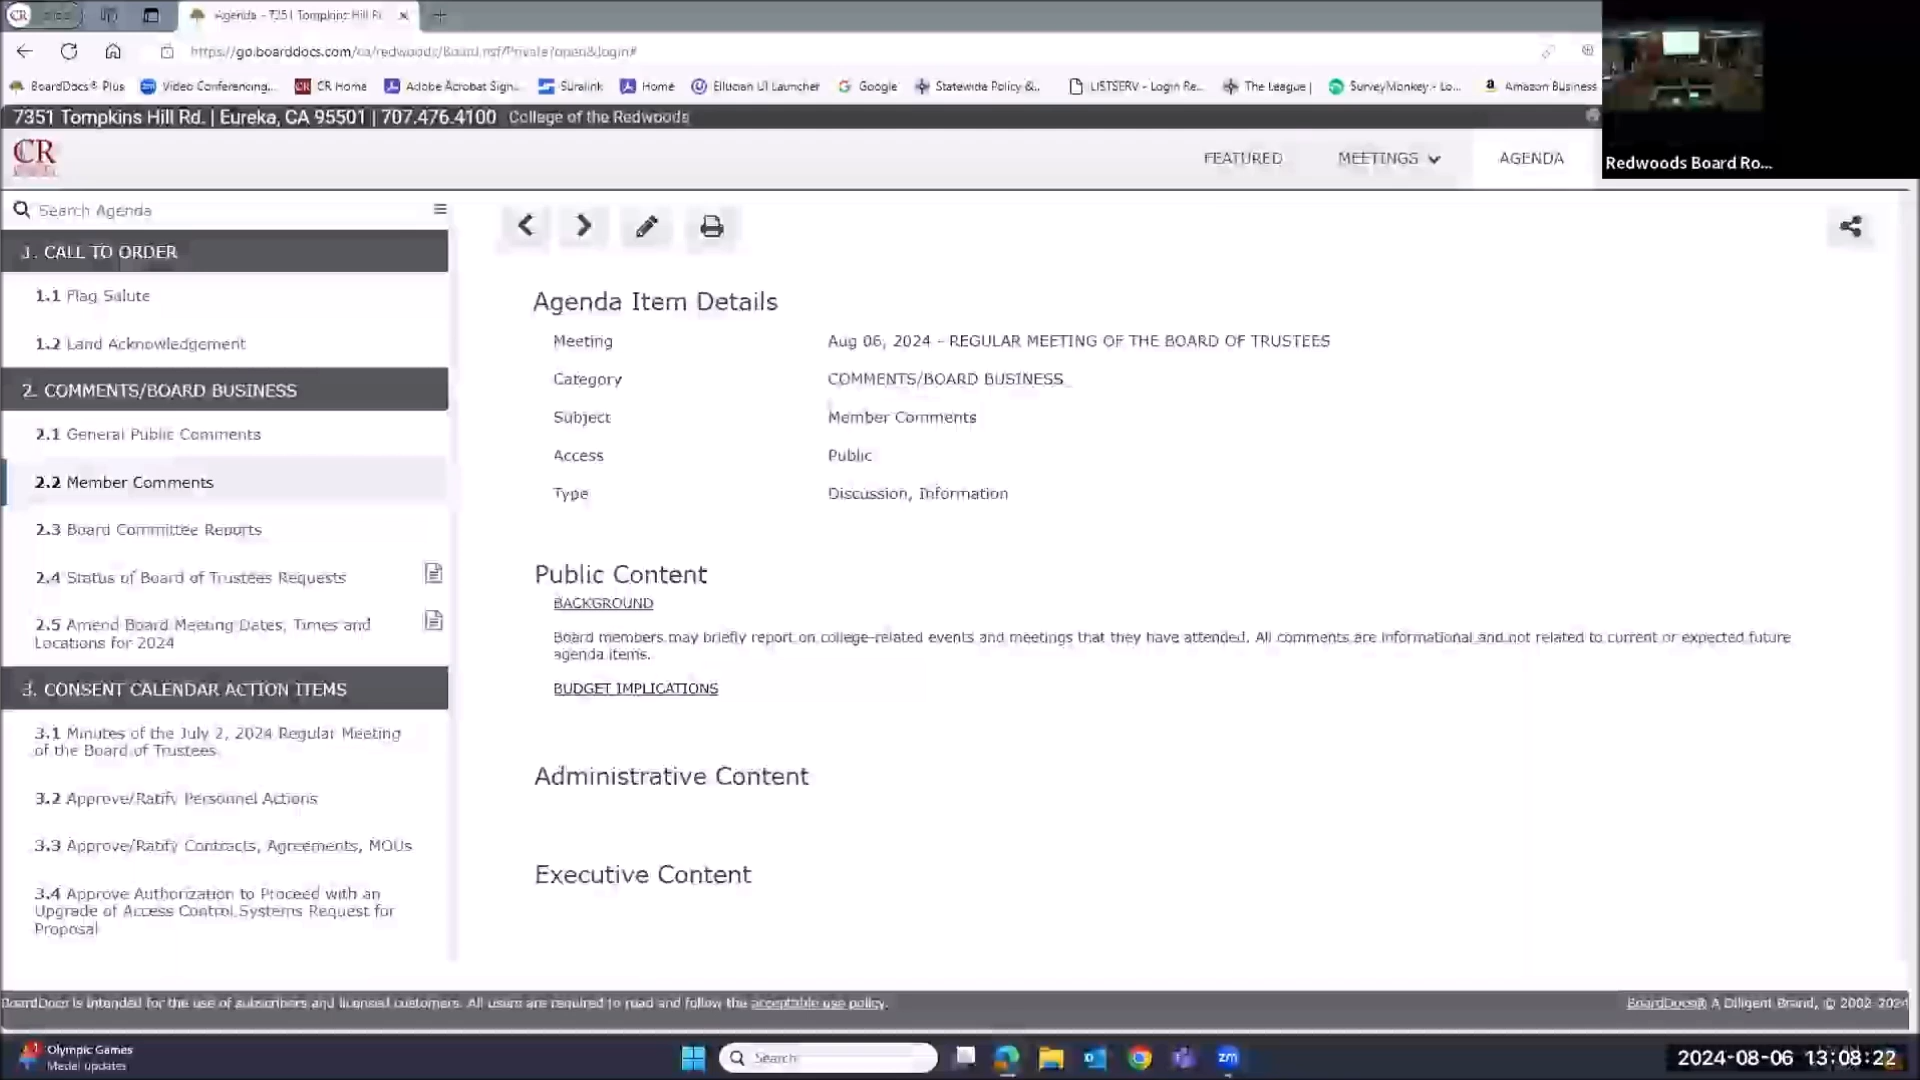 Agenda - 7351 Tompkins Hill R
https://go.boarddocs.com/ca/redwoods/Board.nsf/Private?open&login#
BoardDocs® Plus
Video Conferencing...
CR Home
Adobe Acrobat Sign...
Suralink
Home
Ellucian UI Launcher
Google
Statewide Policy &...
LISTSERV - Login Re...
The League |
SurveyMonkey - Lo...
Amazon Business
7351 Tompkins Hill Rd. | Eureka, CA 95501 | 707.476.4100 College of the Redwoods
CR
FEATURED
MEETINGS
AGENDA
Redwoods Board Ro...
Search Agenda
1. CALL TO ORDER
1.1 Flag Salute
1.2 Land Acknowledgement
2. COMMENTS/BOARD BUSINESS
2.1 General Public Comments
2.2 Member Comments
2.3 Board Committee Reports
2.4 Status of Board of Trustees Requests
2.5 Amend Board Meeting Dates, Times and
Locations for 2024
3. CONSENT CALENDAR ACTION ITEMS
3.1 Minutes of the July 2, 2024 Regular Meeting
of the Board of Trustees
3.2 Approve/Ratify Personnel Actions
3.3 Approve/Ratify Contracts, Agreements, MOUs
3.4 Approve Authorization to Proceed with an
Upgrade of Access Control Systems Request for
Proposal
Agenda Item Details
Meeting
Aug 06, 2024 - REGULAR MEETING OF THE BOARD OF TRUSTEES
Category
COMMENTS/BOARD BUSINESS
Subject
Member Comments
Access
Public
Type
Discussion, Information
Public Content
BACKGROUND
Board members may briefly report on college-related events and meetings that they have attended. All comments are informational and not related to current or expected future
agenda items.
BUDGET IMPLICATIONS
Administrative Content
Executive Content
BoardDocs is intended for the use of subscribers and licensed customers. All users are required to read and follow the acceptable use policy.
BoardDocs® A Diligent Brand, © 2002-2024
Olympic Games
Medal updates
Search
zm
2024-08-06 13:08:22